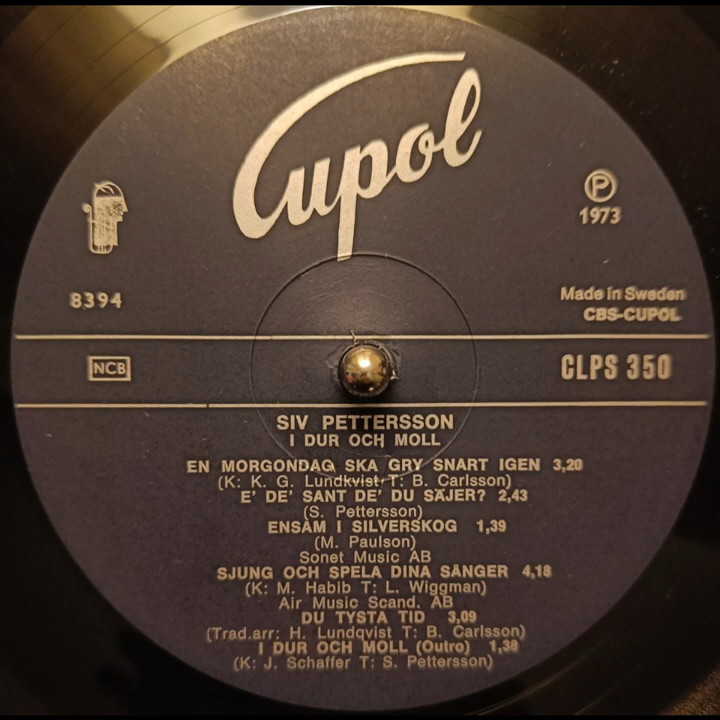 Cupol
P
1973
8394
Made in Sweden
CBS-CUPOL
NCB
CLPS 350
SIV PETTERSSON
I DUR OCH MOLL
EN MORGONDAG SKA GRY SNART IGEN 3,20
(K: K. G. Lundkvist T: B. Carlsson)
E' DE' SANT DE' DU SÄJER? 2,43
(S. Pettersson)
ENSAM I SILVERSKOG 1,39
(M. Paulson)
Sonet Music AB
SJUNG OCH SPELA DINA SÅNGER 4,18
(K: M. Habib T: L. Wiggman)
Air Music Scand. AB
DU TYSTA TID 3,09
(Trad.arr: H. Lundqvist T: B. Carlsson)
I DUR OCH MOLL (Outro) 1,38
(K: J. Schaffer T: S. Pettersson)